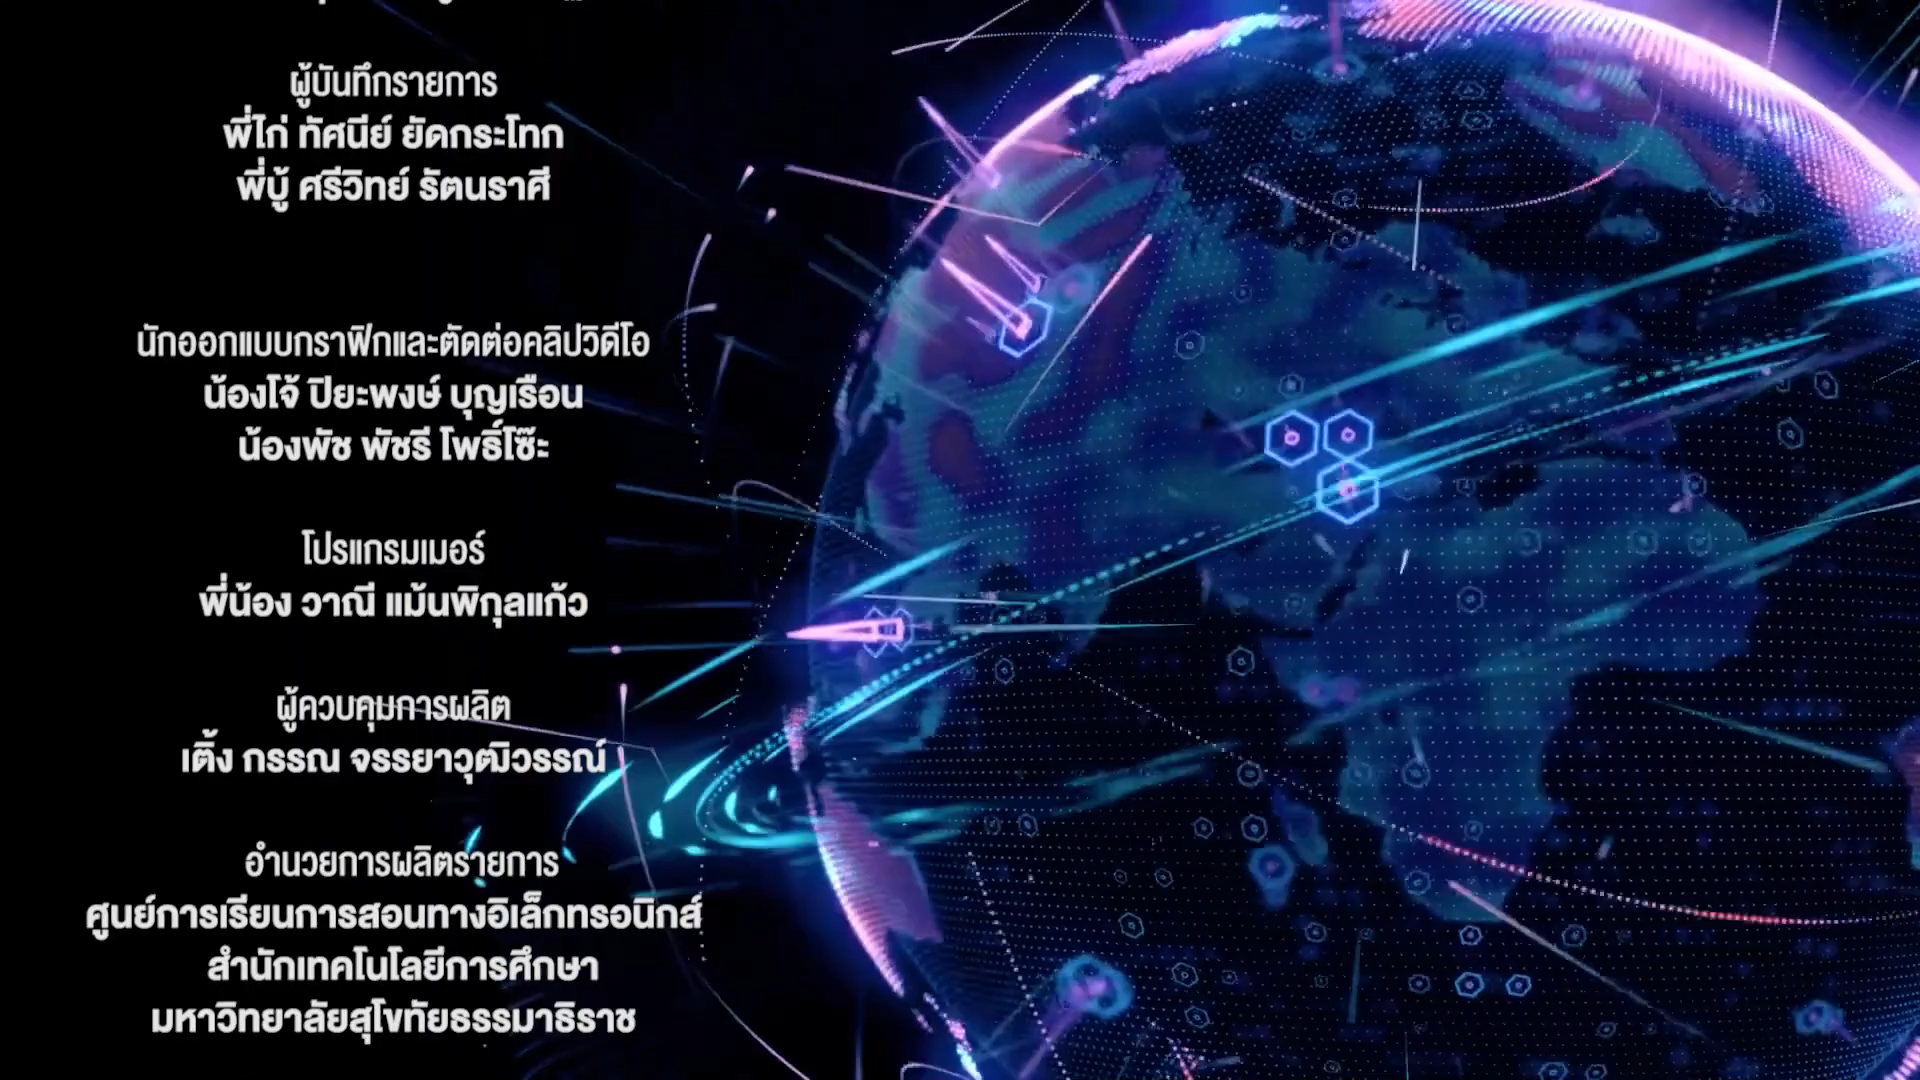 ผู้บันทึกรายการ
พี่ไก่ ทัศนีย์ ยัดกระโทก
พี่บู้ ศรีวิทย์ รัตนราศี
นักออกแบบกราฟิกและตัดต่อคลิปวิดีโอ
น้องโจ้ ปิยะพงษ์ บุญเรือน
น้องพัช พัชรี โพธิ์โซ๊ะ
โปรแกรมเมอร์
พี่น้อง วาณี แม้นพิกุลแก้ว
ผู้ควบคุมการผลิต
เติ้ง กรรณ จรรยาวุฒิวรรณ์
อำนวยการผลิตรายการ
ศูนย์การเรียนการสอนทางอิเล็กทรอนิกส์
สำนักเทคโนโลยีการศึกษา
มหาวิทยาลัยสุโขทัยธรรมาธิราช